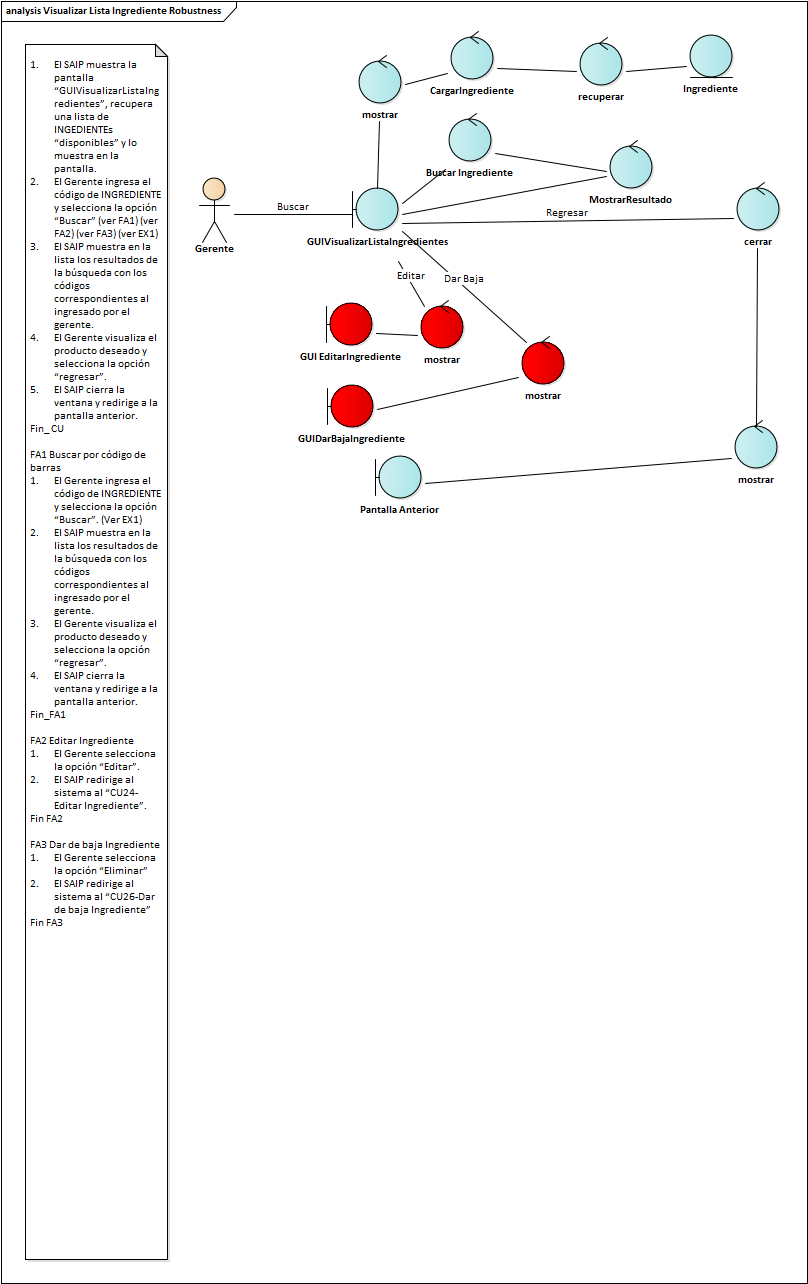 analysis Visualizar Lista Ingrediente Robustness
1. El SAIP muestra la
pantalla
“GUIVisualizarListaIng
redientes”, recupera
una lista de
INGEDIENTEs
“disponibles” y lo
muestra en la
pantalla.
2. El Gerente ingresa el
código de INGREDIENTE
y selecciona la opción
“Buscar” (ver FA1) (ver
FA2) (ver FA3) (ver EX1)
3. El SAIP muestra en la
lista los resultados de
la búsqueda con los
códigos
correspondientes al
ingresado por el
gerente.
4. El Gerente visualiza el
producto deseado y
selecciona la opción
“regresar”.
5. El SAIP cierra la
ventana y redirige a la
pantalla anterior.
Fin_CU
FA1 Buscar por código de
barras
1. El Gerente ingresa el
código de INGREDIENTE
y selecciona la opción
“Buscar”. (Ver EX1)
2. El SAIP muestra en la
lista los resultados de
la búsqueda con los
códigos
correspondientes al
ingresado por el
gerente.
3. El Gerente visualiza el
producto deseado y
selecciona la opción
“regresar”.
4. El SAIP cierra la
ventana y redirige a la
pantalla anterior.
Fin_FA1
FA2 Editar Ingrediente
1. El Gerente selecciona
la opción “Editar”.
2. El SAIP redirige al
sistema al “CU24-
Editar Ingrediente”.
Fin FA2
FA3 Dar de baja Ingrediente
1. El Gerente selecciona
la opción “Eliminar”
2. El SAIP redirige al
sistema al “CU26-Dar
de baja Ingrediente”
Fin FA3
mostrar
CargarIngrediente
recuperar
Ingrediente
Buscar Ingrediente
MostrarResultado
Gerente
Buscar
GUIVisualizarListaIngredientes
Regresar
cerrar
Editar
Dar Baja
GUI EditarIngrediente
mostrar
mostrar
GUIDarBajaIngrediente
Pantalla Anterior
mostrar